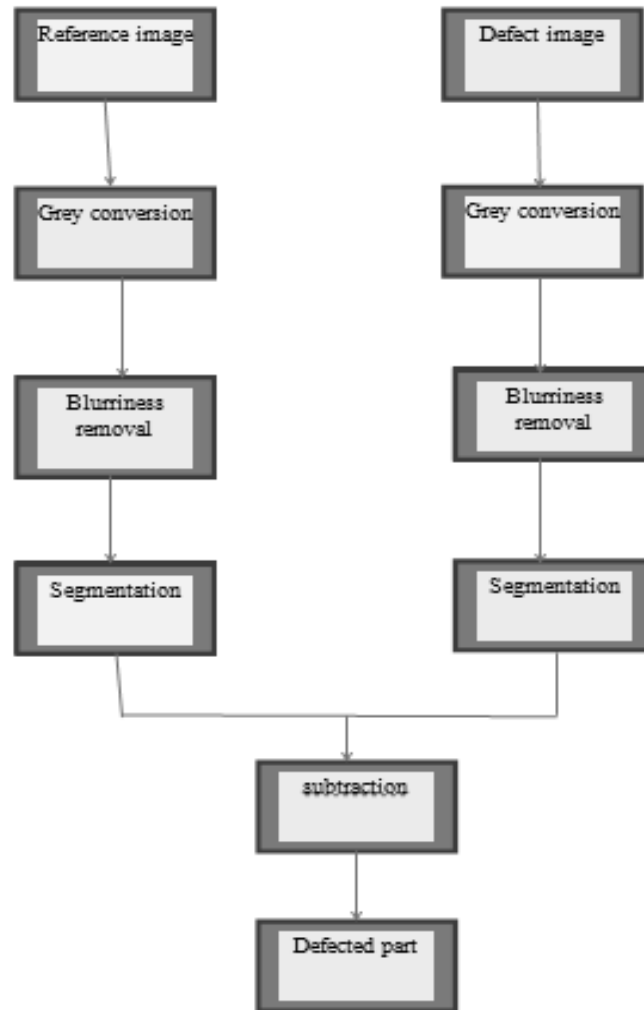 Reference image
Defect image
Grey conversion
Grey conversion
Blurriness
removal
Blurriness
removal
Segmentation
Segmentation
subtraction
Defected part